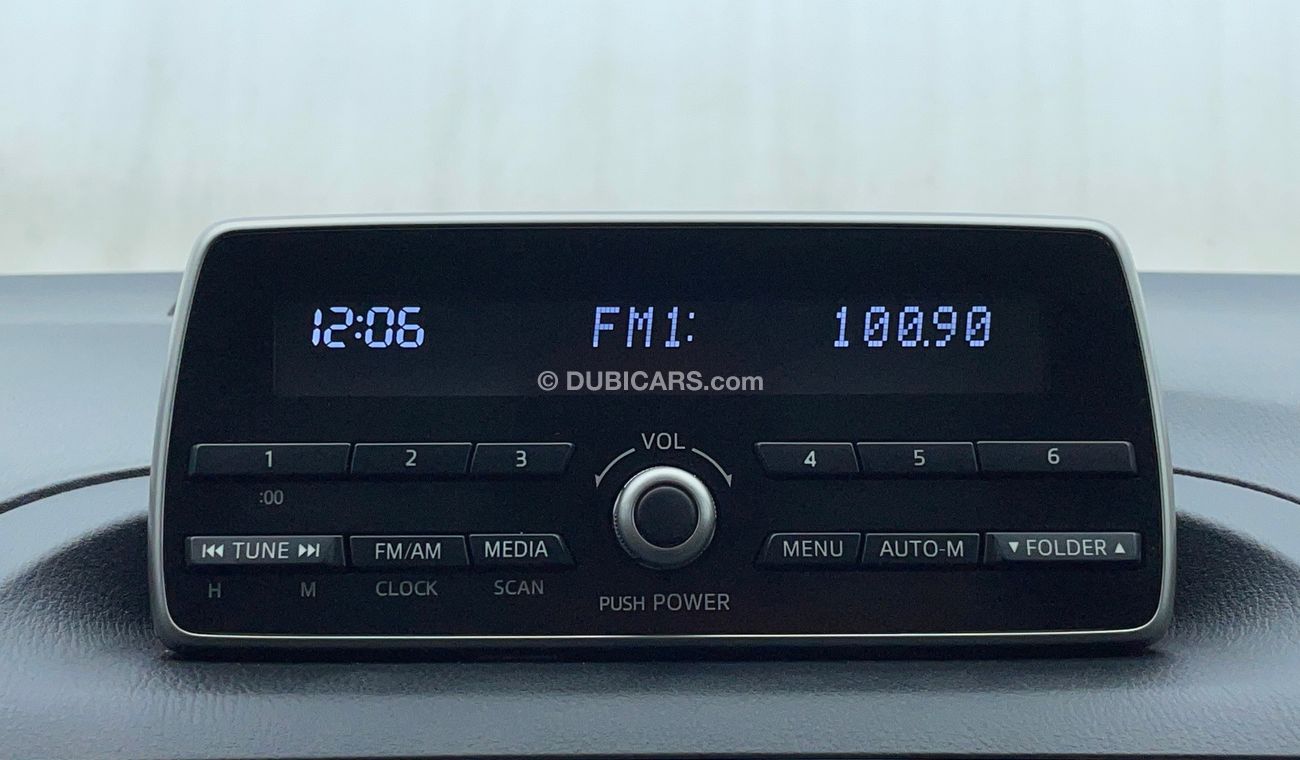 12:06 FM1: 100.90
© DUBICARS.com
VOL
1 2 3 4 5 6
:00
TUNE FM/AM MEDIA MENU AUTO-M ▼ FOLDER ▲
H M CLOCK SCAN
PUSH POWER